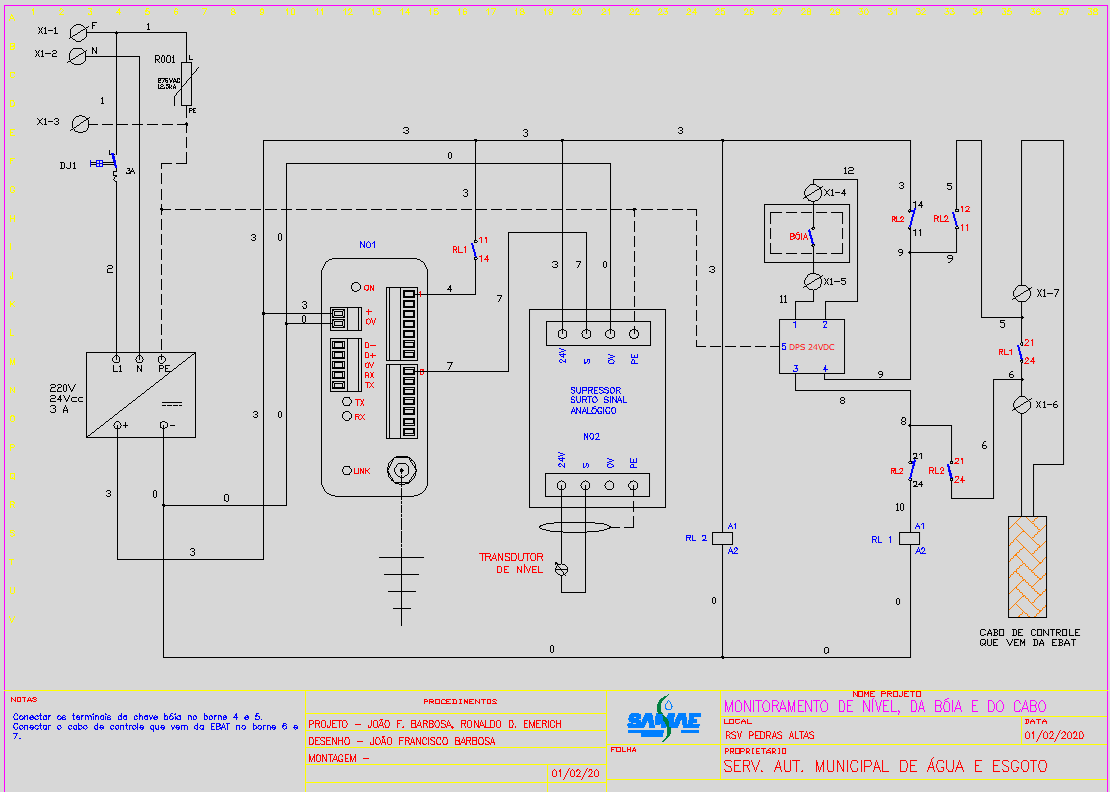 X1-1
F
1
X1-2
N
R001
L
275VAC
12.5kA
PE
1
X1-3
DJ1
L
3A
2
3
3
3
0
3
0
3
RL1
11
14
N01
ON
4
3
0
+
0V
D-
D+
0V
RX
TX
7
TX
RX
LINK
3
0
3
0
0
3
220V
24Vcc
3 A
L1
N
PE
+
-
7
3
7
0
24V
S
0V
PE
SUPRESSOR
SURTO SINAL
ANALÓGICO
N02
24V
S
0V
PE
TRANSDUTOR
DE NÍVEL
3
RL 2
A1
A2
0
0
0
12
X1-4
BÓIA
X1-5
11
1
2
5
DPS 24VDC
3
4
9
8
3
RL2
14
11
5
RL2
12
11
9
9
X1-7
5
RL1
21
24
6
X1-6
8
RL2
21
24
RL2
21
24
6
10
RL 1
A1
A2
0
CABO DE CONTROLE
QUE VEM DA EBAT
NOTAS
Conectar os terminais da chave bóia no borne 4 e 5.
Conectar o cabo de controle que vem da EBAT no borne 6 e
7.
PROCEDIMENTOS
PROJETO - JOÃO F. BARBOSA, RONALDO D. EMERICH
DESENHO - JOÃO FRANCISCO BARBOSA
MONTAGEM -
01/02/20
SAMAE
FOLHA
NOME PROJETO
MONITORAMENTO DE NÍVEL, DA BÓIA E DO CABO
LOCAL
RSV PEDRAS ALTAS
DATA
01/02/2020
PROPRIETARIO
SERV. AUT. MUNICIPAL DE ÁGUA E ESGOTO